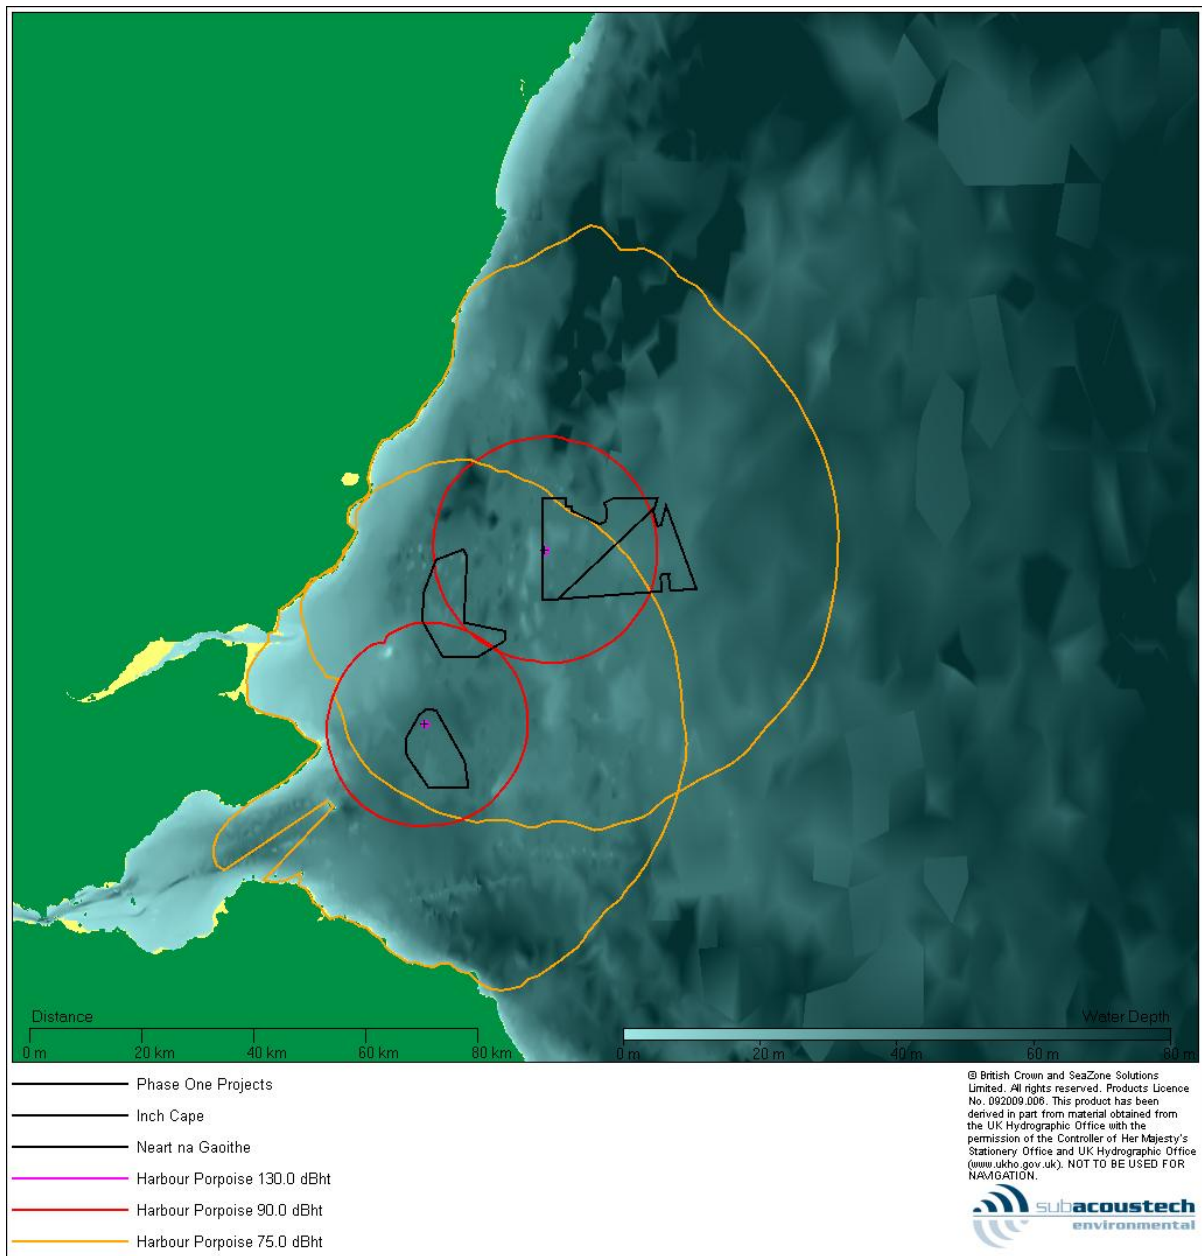 Distance
0 m 20 km 40 km 60 km 80 km
Water Depth
0 m 20 m 40 m 60 m 80 m
Phase One Projects
Inch Cape
Neart na Gaoithe
Harbour Porpoise 130.0 dBht
Harbour Porpoise 90.0 dBht
Harbour Porpoise 75.0 dBht
© British Crown and SeaZone Solutions
Limited. All rights reserved. Products Licence
No. 092009.006. This product has been
derived in part from material obtained from
the UK Hydrographic Office with the
permission of the Controller of Her Majesty's
Stationery Office and UK Hydrographic Office
(www.ukho.gov.uk). NOT TO BE USED FOR
NAVIGATION.
subacoustech
environmental